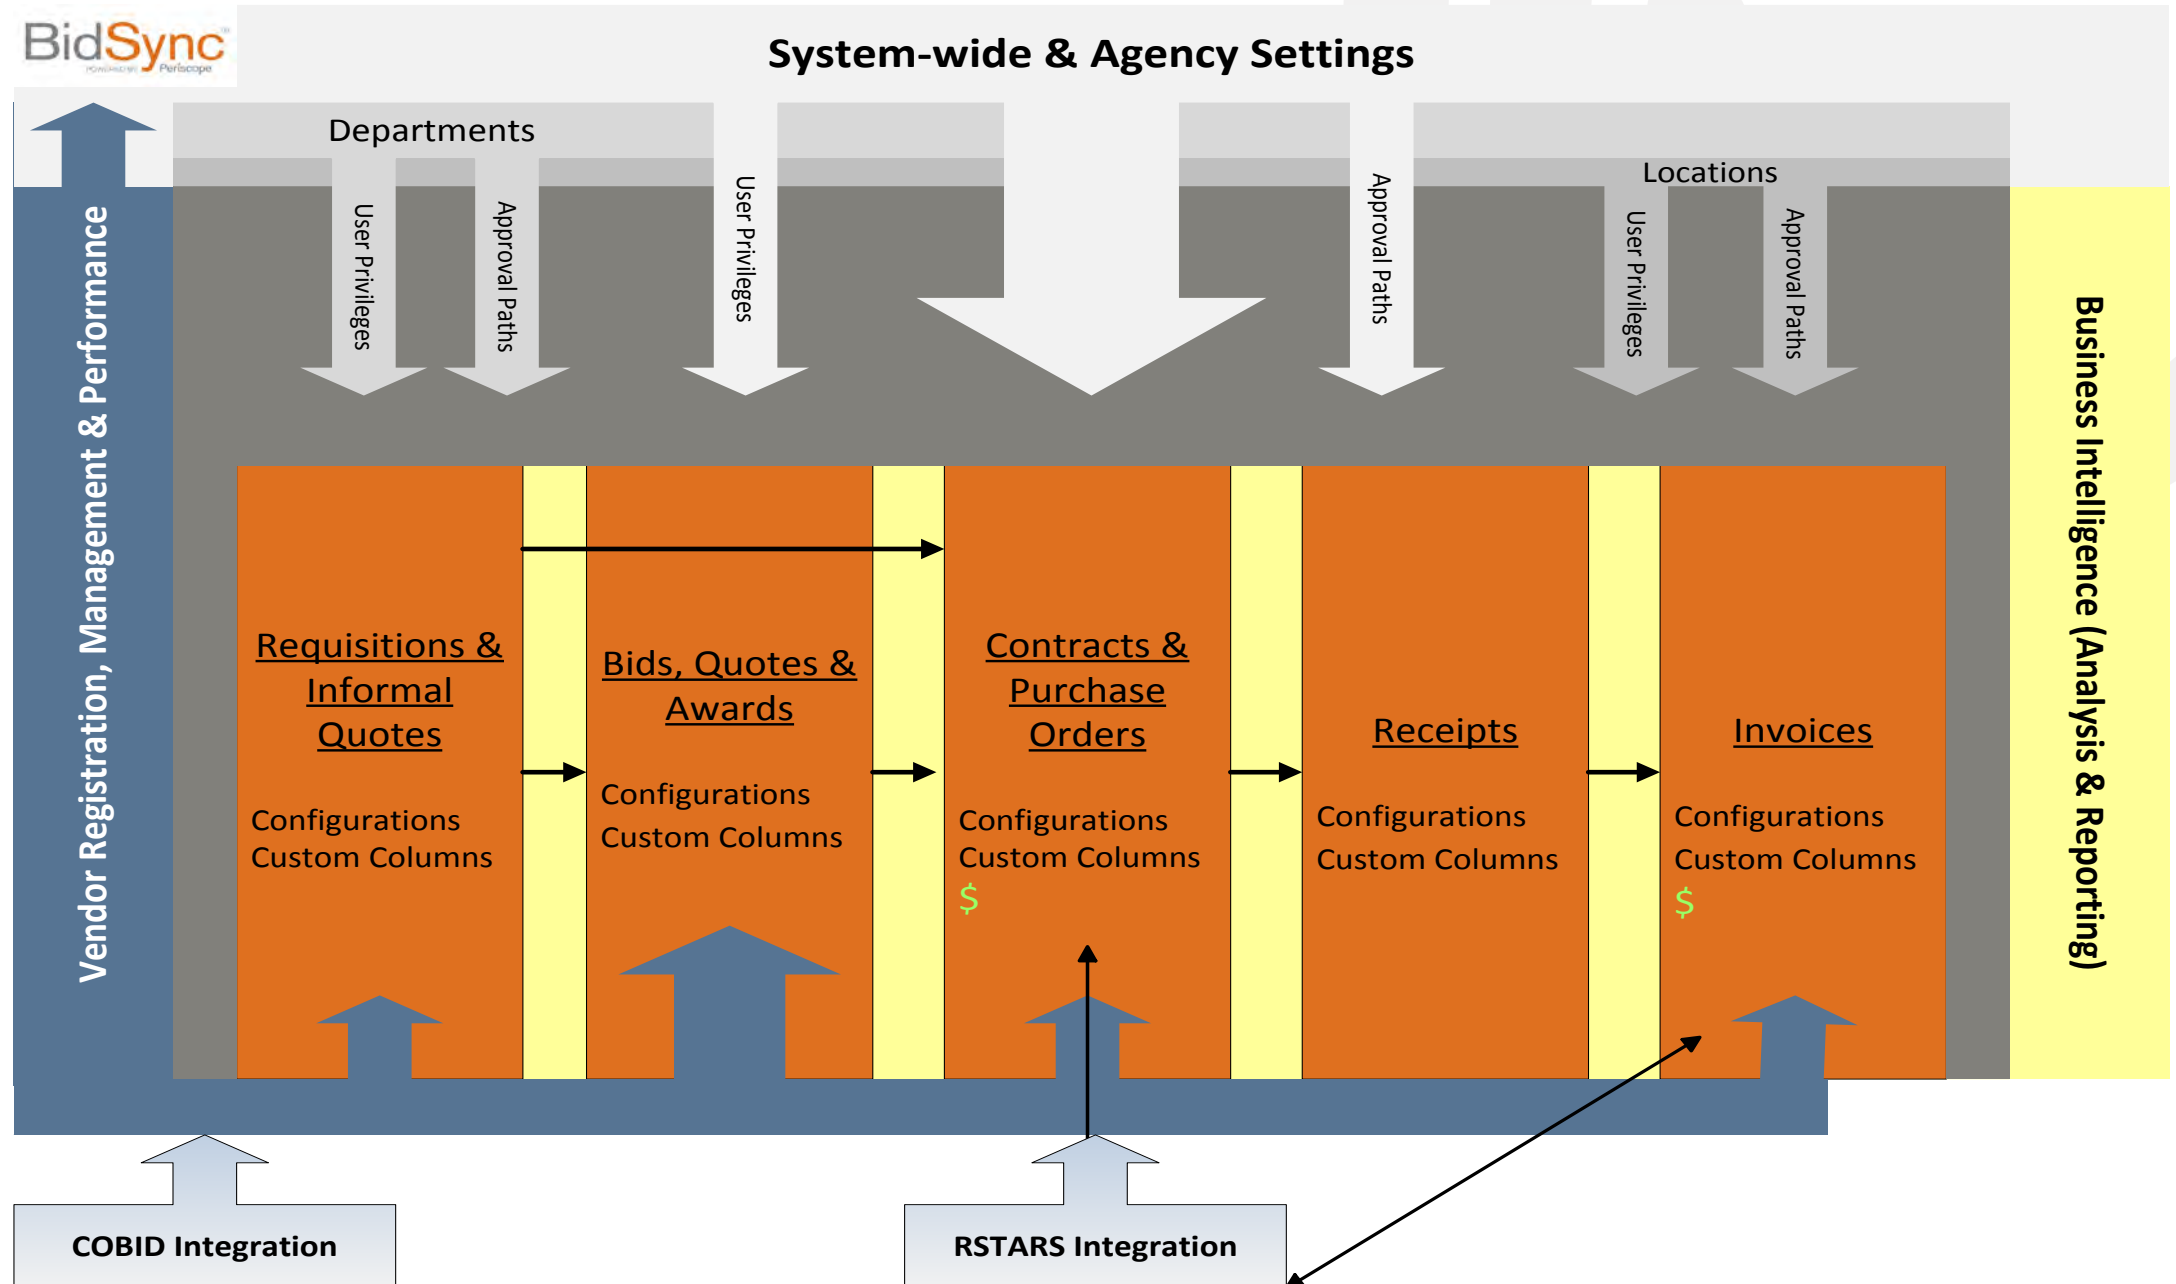 BidSync
POWERED BY Periscope
System-wide & Agency Settings
Departments
Locations
User Privileges
Approval Paths
User Privileges
Approval Paths
User Privileges
Approval Paths
Vendor Registration, Management & Performance
Business Intelligence (Analysis & Reporting)
Requisitions &
Informal
Quotes
Configurations
Custom Columns
Bids, Quotes &
Awards
Configurations
Custom Columns
Contracts &
Purchase
Orders
Configurations
Custom Columns
$
Receipts
Configurations
Custom Columns
Invoices
Configurations
Custom Columns
$
COBID Integration
RSTARS Integration